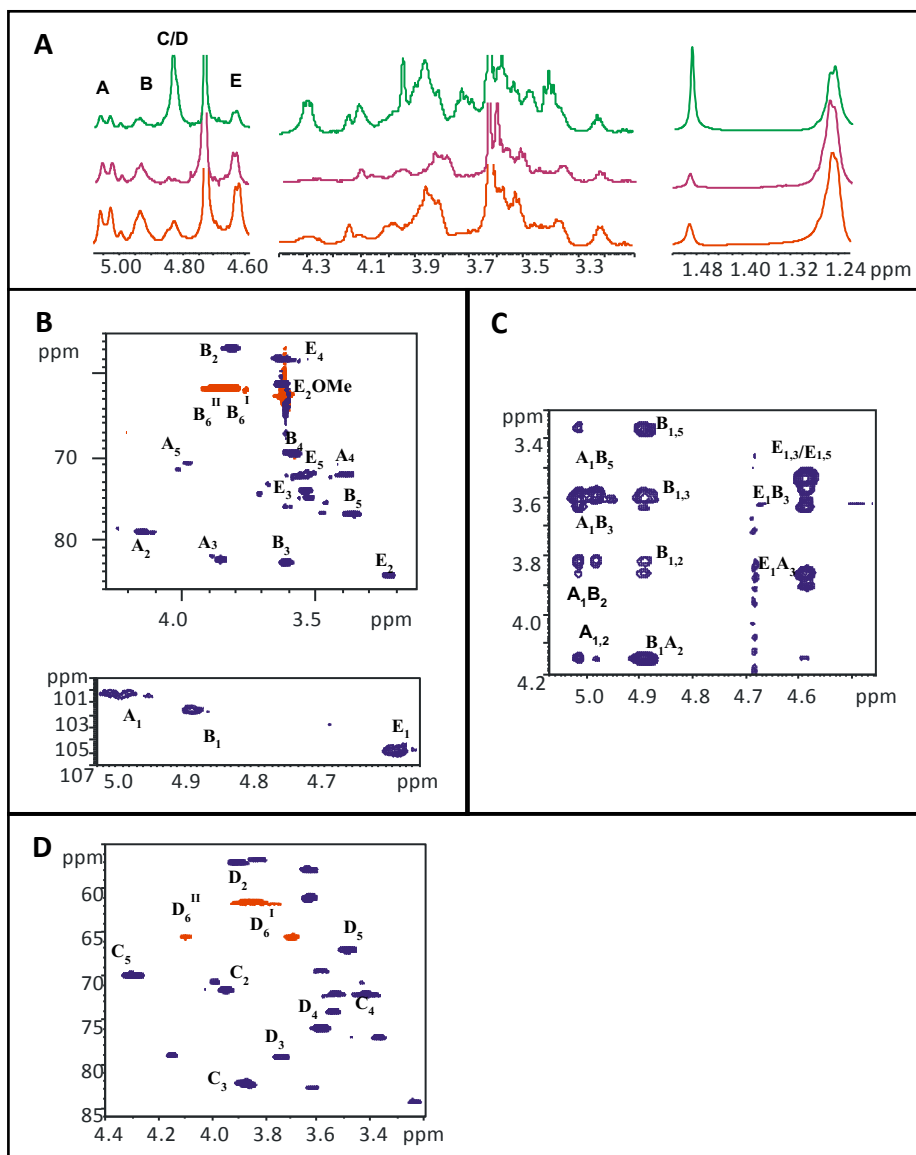 A
A
B
C/D
E
5.00 4.80 4.60
4.3 4.1 3.9 3.7 3.5 3.3
1.48 1.40 1.32 1.24 ppm
B
ppm
70
80
B2
E4
E2OMe
B6II
B6I
A5
B4
E5
A4
E3
B5
A2
A3
B3
E2
4.0 3.5 ppm
ppm
101
103
105
107
A1
B1
E1
5.0 4.9 4.8 4.7 ppm
C
ppm
3.4
3.6
3.8
4.0
4.2
B1,5
A1B5
E1,3/E1,5
B1,3
E1B3
A1B3
B1,2
E1A3
A1B2
A1,2
B1A2
5.0 4.9 4.8 4.7 4.6 ppm
D
ppm
60
65
70
75
80
85
D2
D6II
D6I
D5
C5
C2
D4
C4
D3
C3
4.4 4.2 4.0 3.8 3.6 3.4 ppm